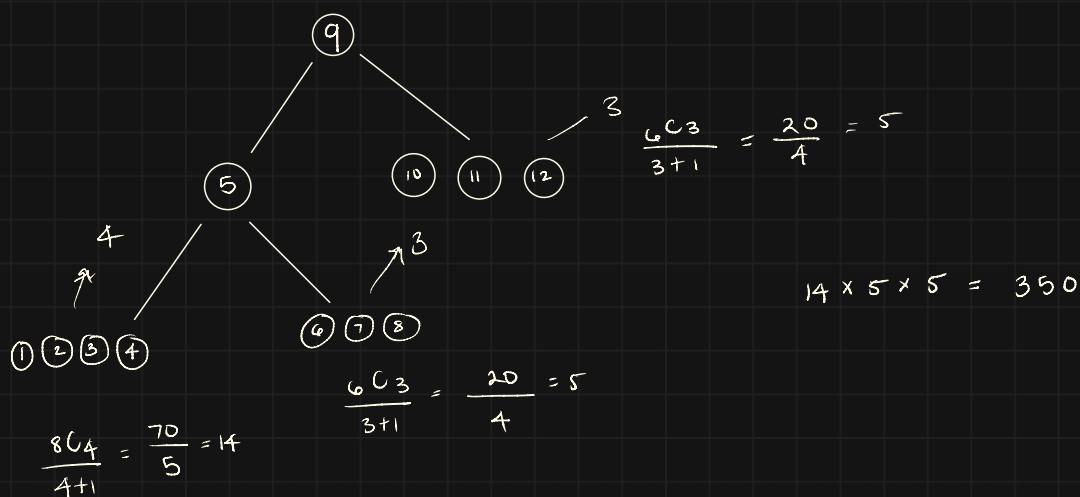 9
3
6C3 / 3+1 = 20 / 4 = 5
5 10 11 12
4
3
14 × 5 × 5 = 350
1 2 3 4 6 7 8
6C3 / 3+1 = 20 / 4 = 5
8C4 / 4+1 = 70 / 5 = 14